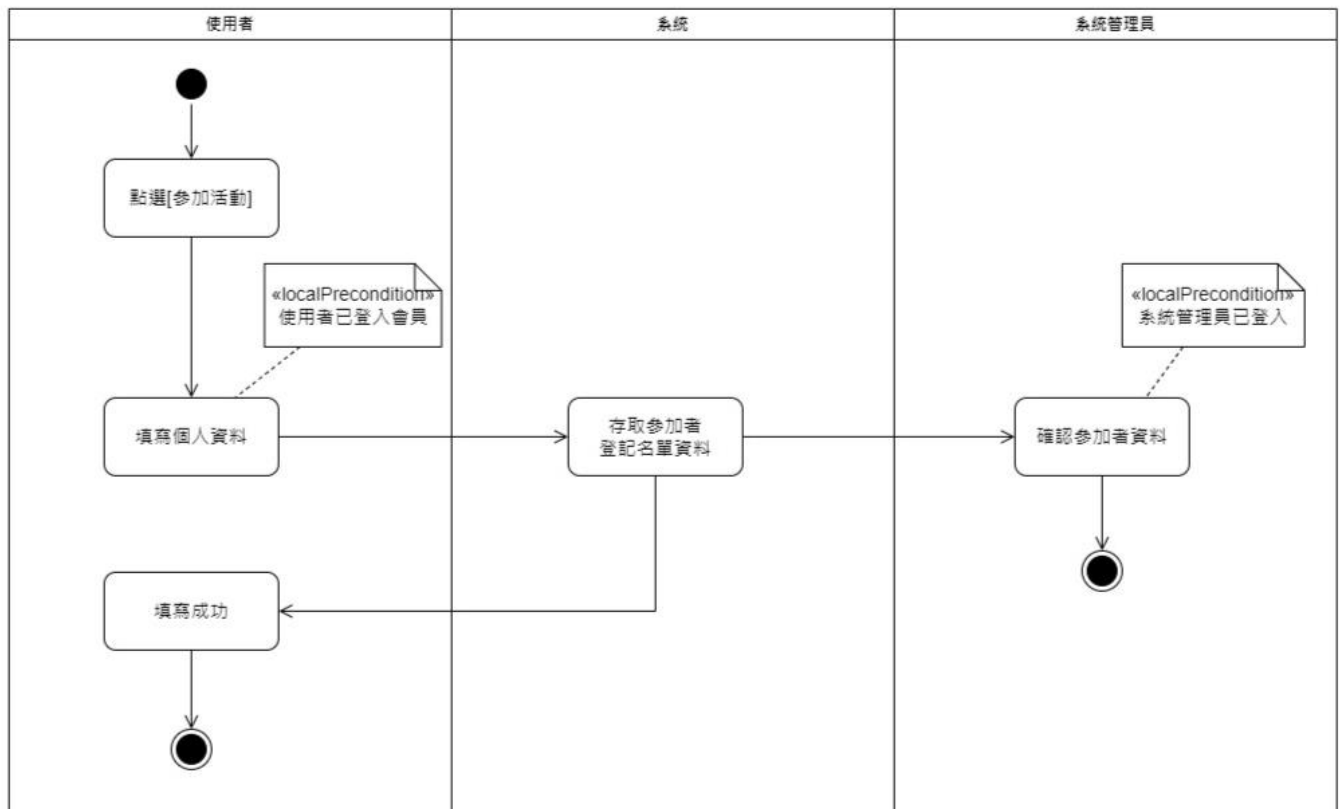 使用者
系統
系統管理員
點選[參加活動]
«localPrecondition»
使用者已登入會員
«localPrecondition»
系統管理員已登入
填寫個人資料
存取參加者
登記名單資料
確認參加者資料
填寫成功